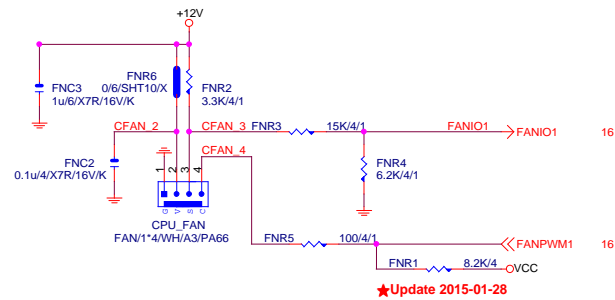 +12V
FNR6
0/6/SHT10/X
FNC3
1u/6/X7R/16V/K
FNR2
3.3K/4/1
CFAN_2
CFAN_3
FNR3
15K/4/1
FANIO1
FANIO1
16
CFAN_4
FNC2
0.1u/4/X7R/16V/K
FNR4
6.2K/4/1
1
2
3
4
G
V
S
C
CPU_FAN
FAN/1*4/WH/A3/PA66
FNR5
100/4/1
FANPWM1
16
FNR1
8.2K/4
VCC
★Update 2015-01-28